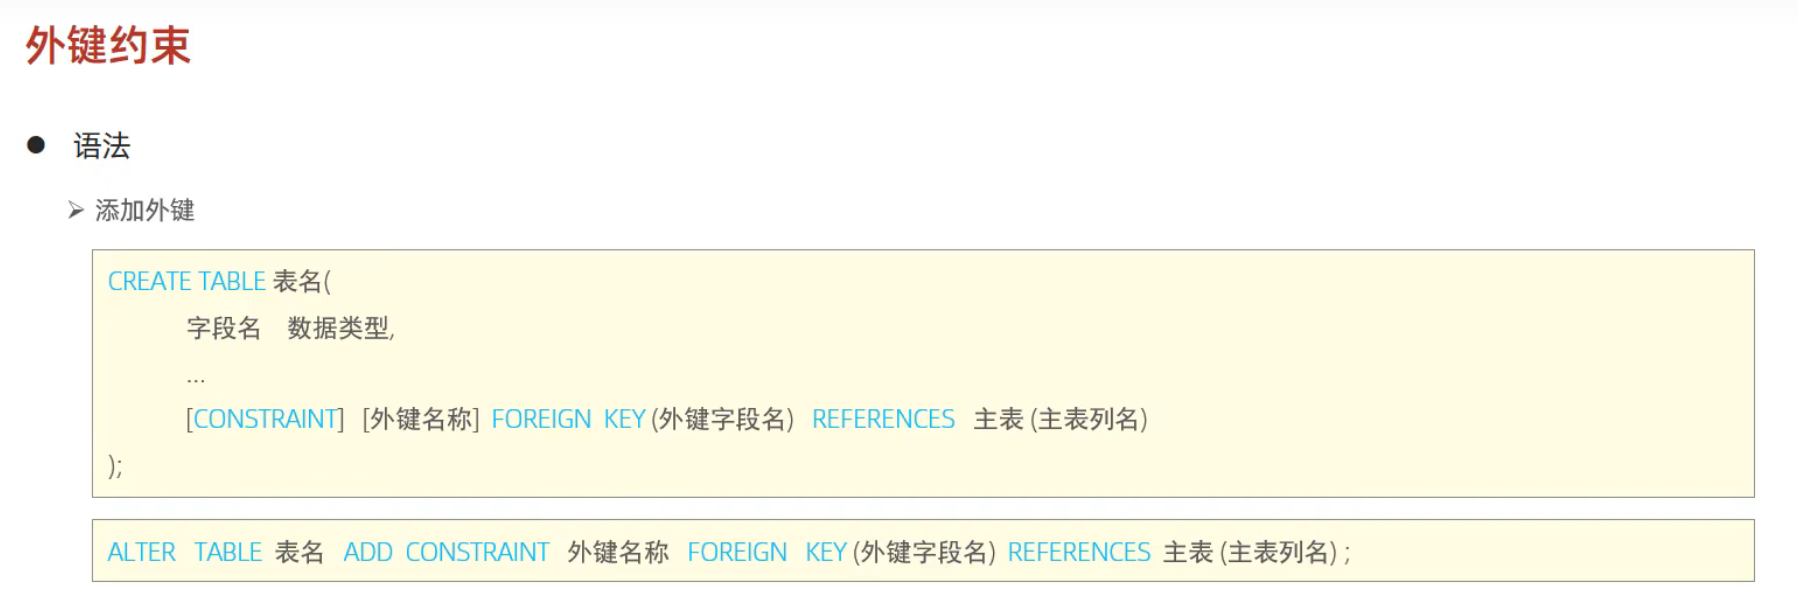 外键约束
● 语法
➢ 添加外键
CREATE TABLE 表名(
字段名 数据类型,
...
[CONSTRAINT] [外键名称] FOREIGN KEY (外键字段名) REFERENCES 主表 (主表列名)
);
ALTER TABLE 表名 ADD CONSTRAINT 外键名称 FOREIGN KEY (外键字段名) REFERENCES 主表 (主表列名) ;